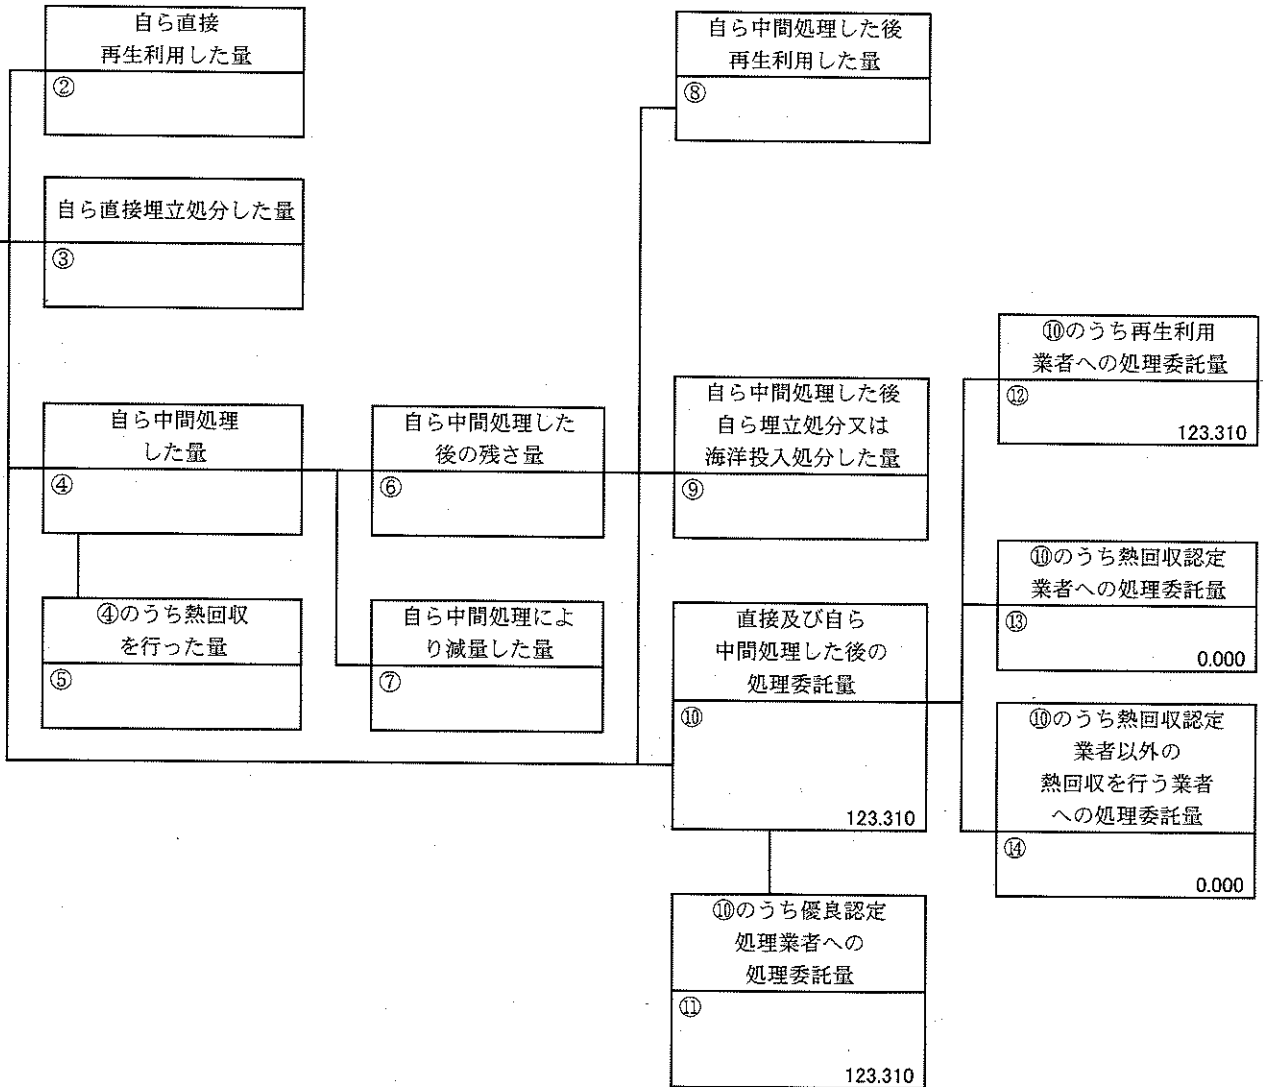 自ら直接
再生利用した量
②
自ら直接埋立処分した量
③
自ら中間処理
した量
④
④のうち熱回収
を行った量
⑤
自ら中間処理した
後の残さ量
⑥
自ら中間処理によ
り減量した量
⑦
自ら中間処理した後
再生利用した量
⑧
自ら中間処理した後
自ら埋立処分又は
海洋投入処分した量
⑨
直接及び自ら
中間処理した後の
処理委託量
⑩
123.310
⑩のうち優良認定
処理業者への
処理委託量
⑪
123.310
⑩のうち再生利用
業者への処理委託量
⑫
123.310
⑩のうち熱回収認定
業者への処理委託量
⑬
0.000
⑩のうち熱回収認定
業者以外の
熱回収を行う業者
への処理委託量
⑭
0.000